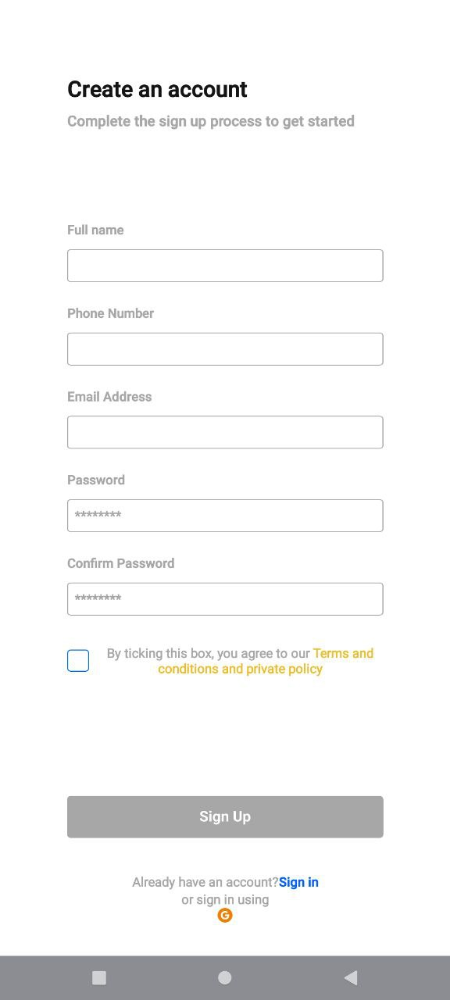 Create an account
Complete the sign up process to get started
Full name
Phone Number
Email Address
Password
********
Confirm Password
********
By ticking this box, you agree to our Terms and
conditions and private policy
Sign Up
Already have an account?Sign in
or sign in using
G